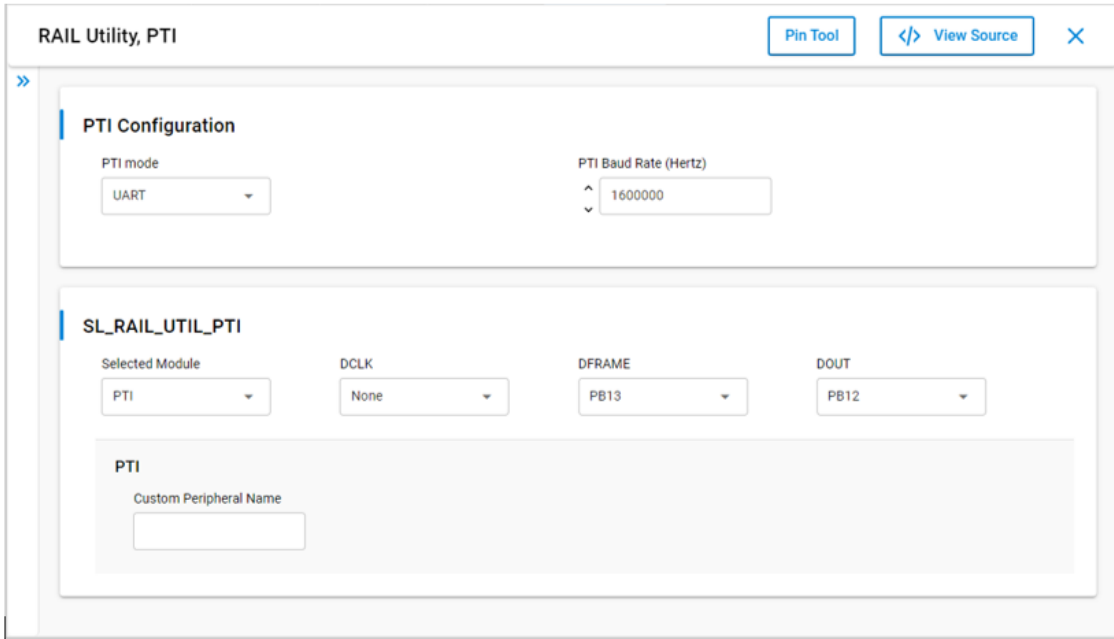 RAIL Utility, PTI
Pin Tool
</> View Source
PTI Configuration
PTI mode
PTI Baud Rate (Hertz)
UART
1600000
SL_RAIL_UTIL_PTI
Selected Module
DCLK
DFRAME
DOUT
PTI
None
PB13
PB12
PTI
Custom Peripheral Name